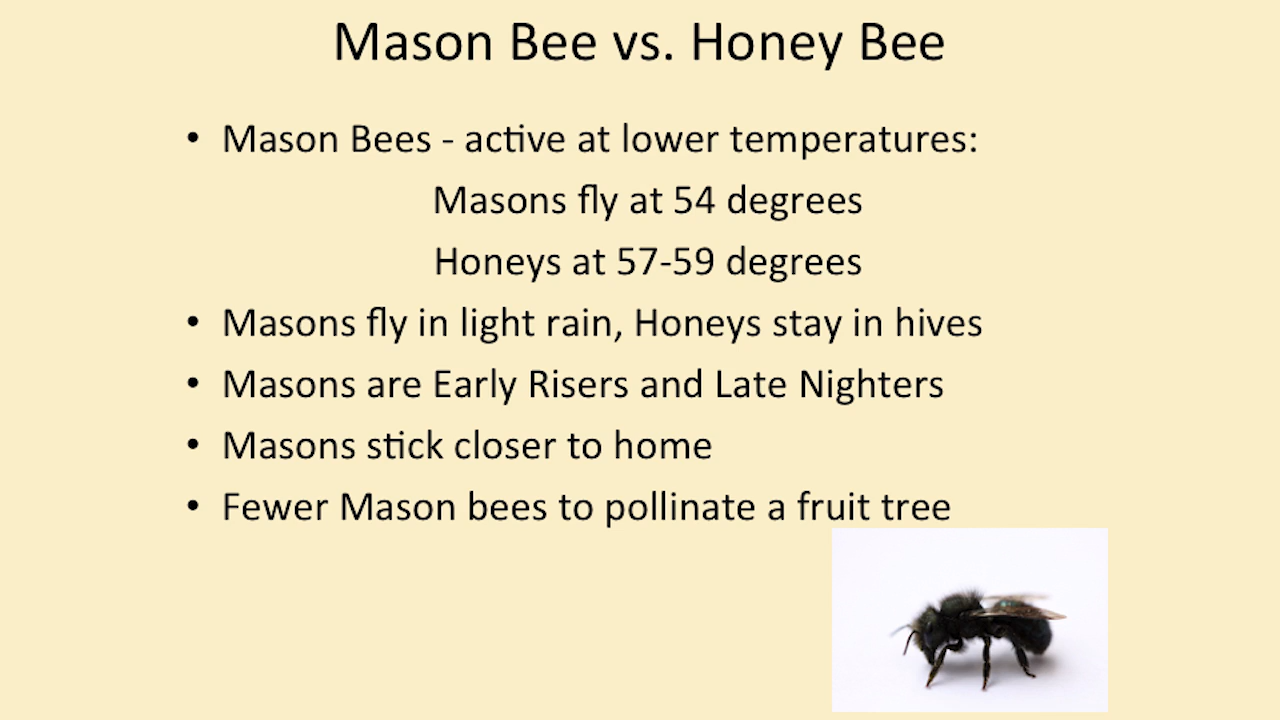 Mason Bee vs. Honey Bee
• Mason Bees - active at lower temperatures:
Masons fly at 54 degrees
Honeys at 57-59 degrees
• Masons fly in light rain, Honeys stay in hives
• Masons are Early Risers and Late Nighters
• Masons stick closer to home
• Fewer Mason bees to pollinate a fruit tree